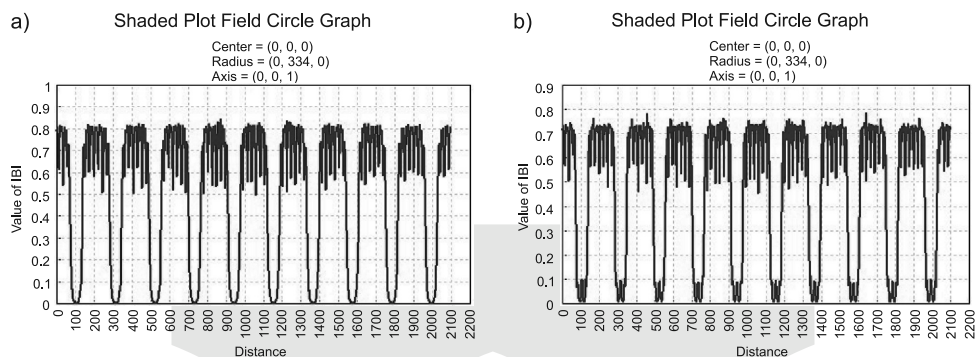 a)
Shaded Plot Field Circle Graph
Center = (0, 0, 0)
Radius = (0, 334, 0)
Axis = (0, 0, 1)
Value of IBI
1
0.9
0.8
0.7
0.6
0.5
0.4
0.3
0.2
0.1
0
0 100 200 300 400 500 600 700 800 900 1000 1100 1200 1300 1400 1500 1600 1700 1800 1900 2000 2100 2200
Distance
b)
Shaded Plot Field Circle Graph
Center = (0, 0, 0)
Radius = (0, 334, 0)
Axis = (0, 0, 1)
Value of IBI
0.9
0.8
0.7
0.6
0.5
0.4
0.3
0.2
0.1
0
0 100 200 300 400 500 600 700 800 900 1000 1100 1200 1300 1400 1500 1600 1700 1800 1900 2000 2100 2200
Distance